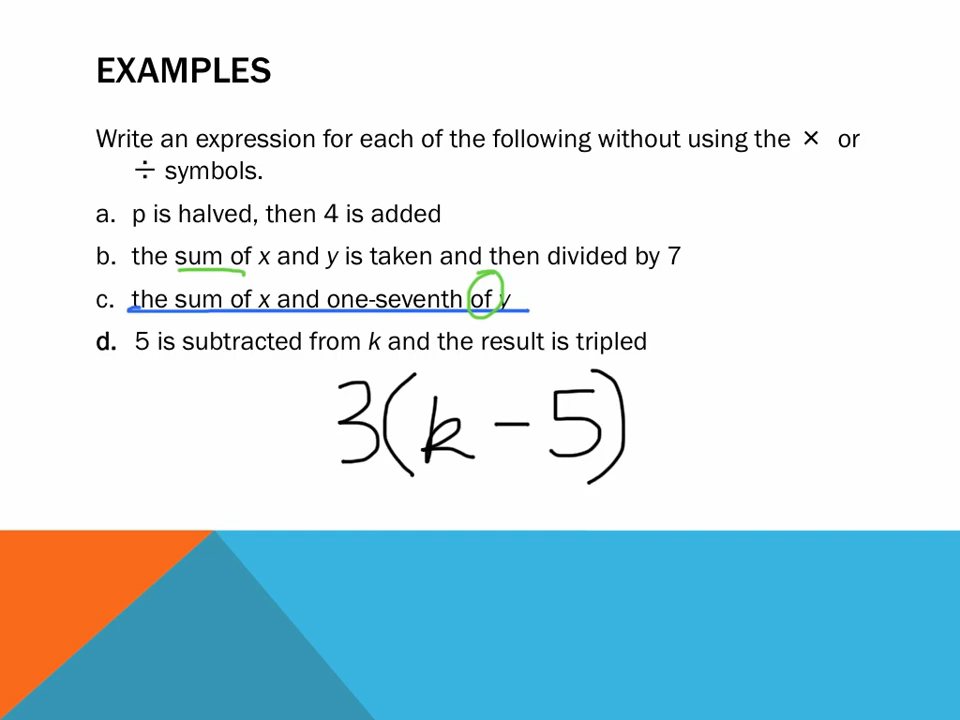 EXAMPLES
Write an expression for each of the following without using the × or
÷ symbols.
a. p is halved, then 4 is added
b. the sum of x and y is taken and then divided by 7
c. the sum of x and one-seventh of y
d. 5 is subtracted from k and the result is tripled
3(k - 5)